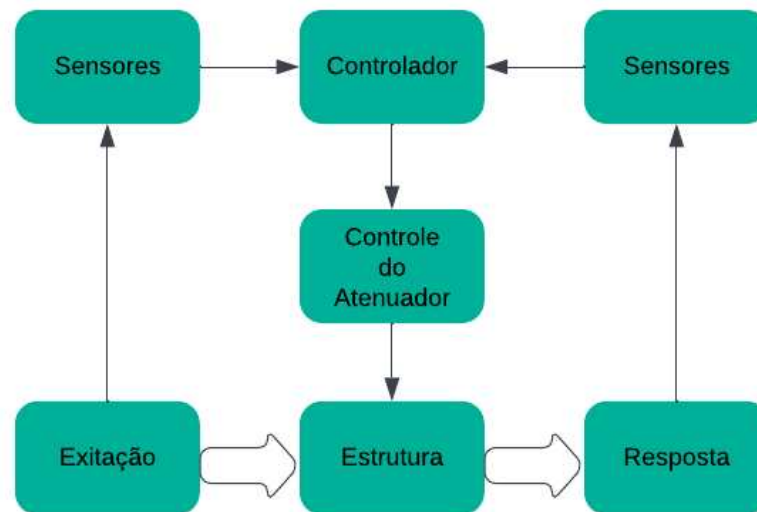 Sensores
Controlador
Sensores
Controle
do
Atenuador
Exitação
Estrutura
Resposta